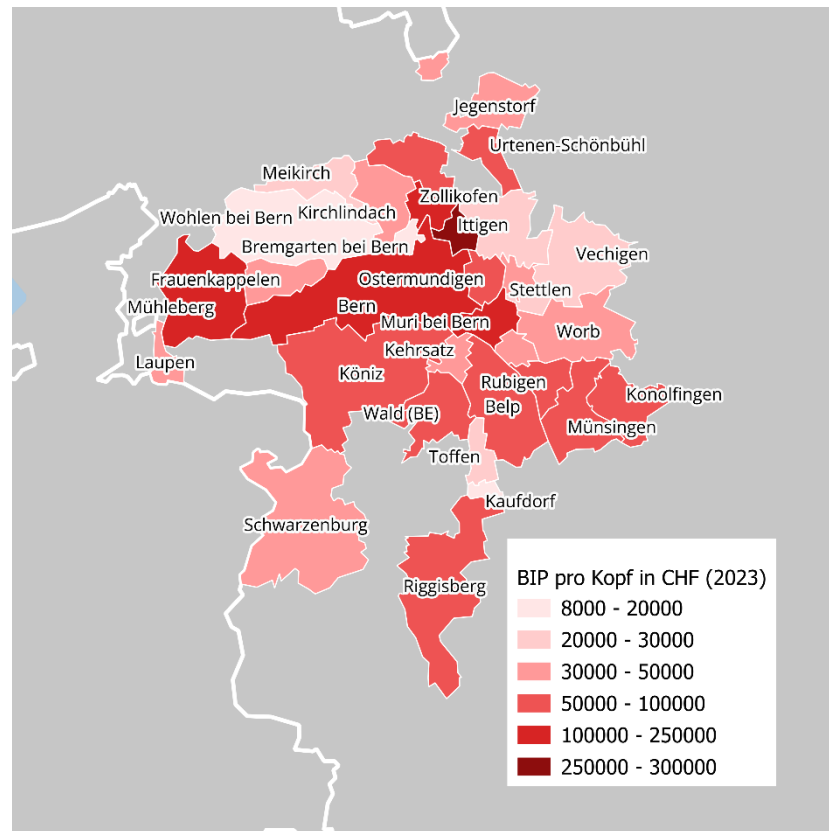 Jegenstorf
Urtenen-Schönbühl
Meikirch
Zollikofen
Wohlen bei Bern
Kirchlindach
Ittigen
Bremgarten bei Bern
Vechigen
Frauenkappelen
Ostermundigen
Stettlen
Mühleberg
Bern
Muri bei Bern
Worb
Kehrsatz
Laupen
Köniz
Rubigen
Konolfingen
Wald (BE)
Belp
Münsingen
Toffen
Kaufdorf
Schwarzenburg
Riggisberg
BIP pro Kopf in CHF (2023)
8000 - 20000
20000 - 30000
30000 - 50000
50000 - 100000
100000 - 250000
250000 - 300000